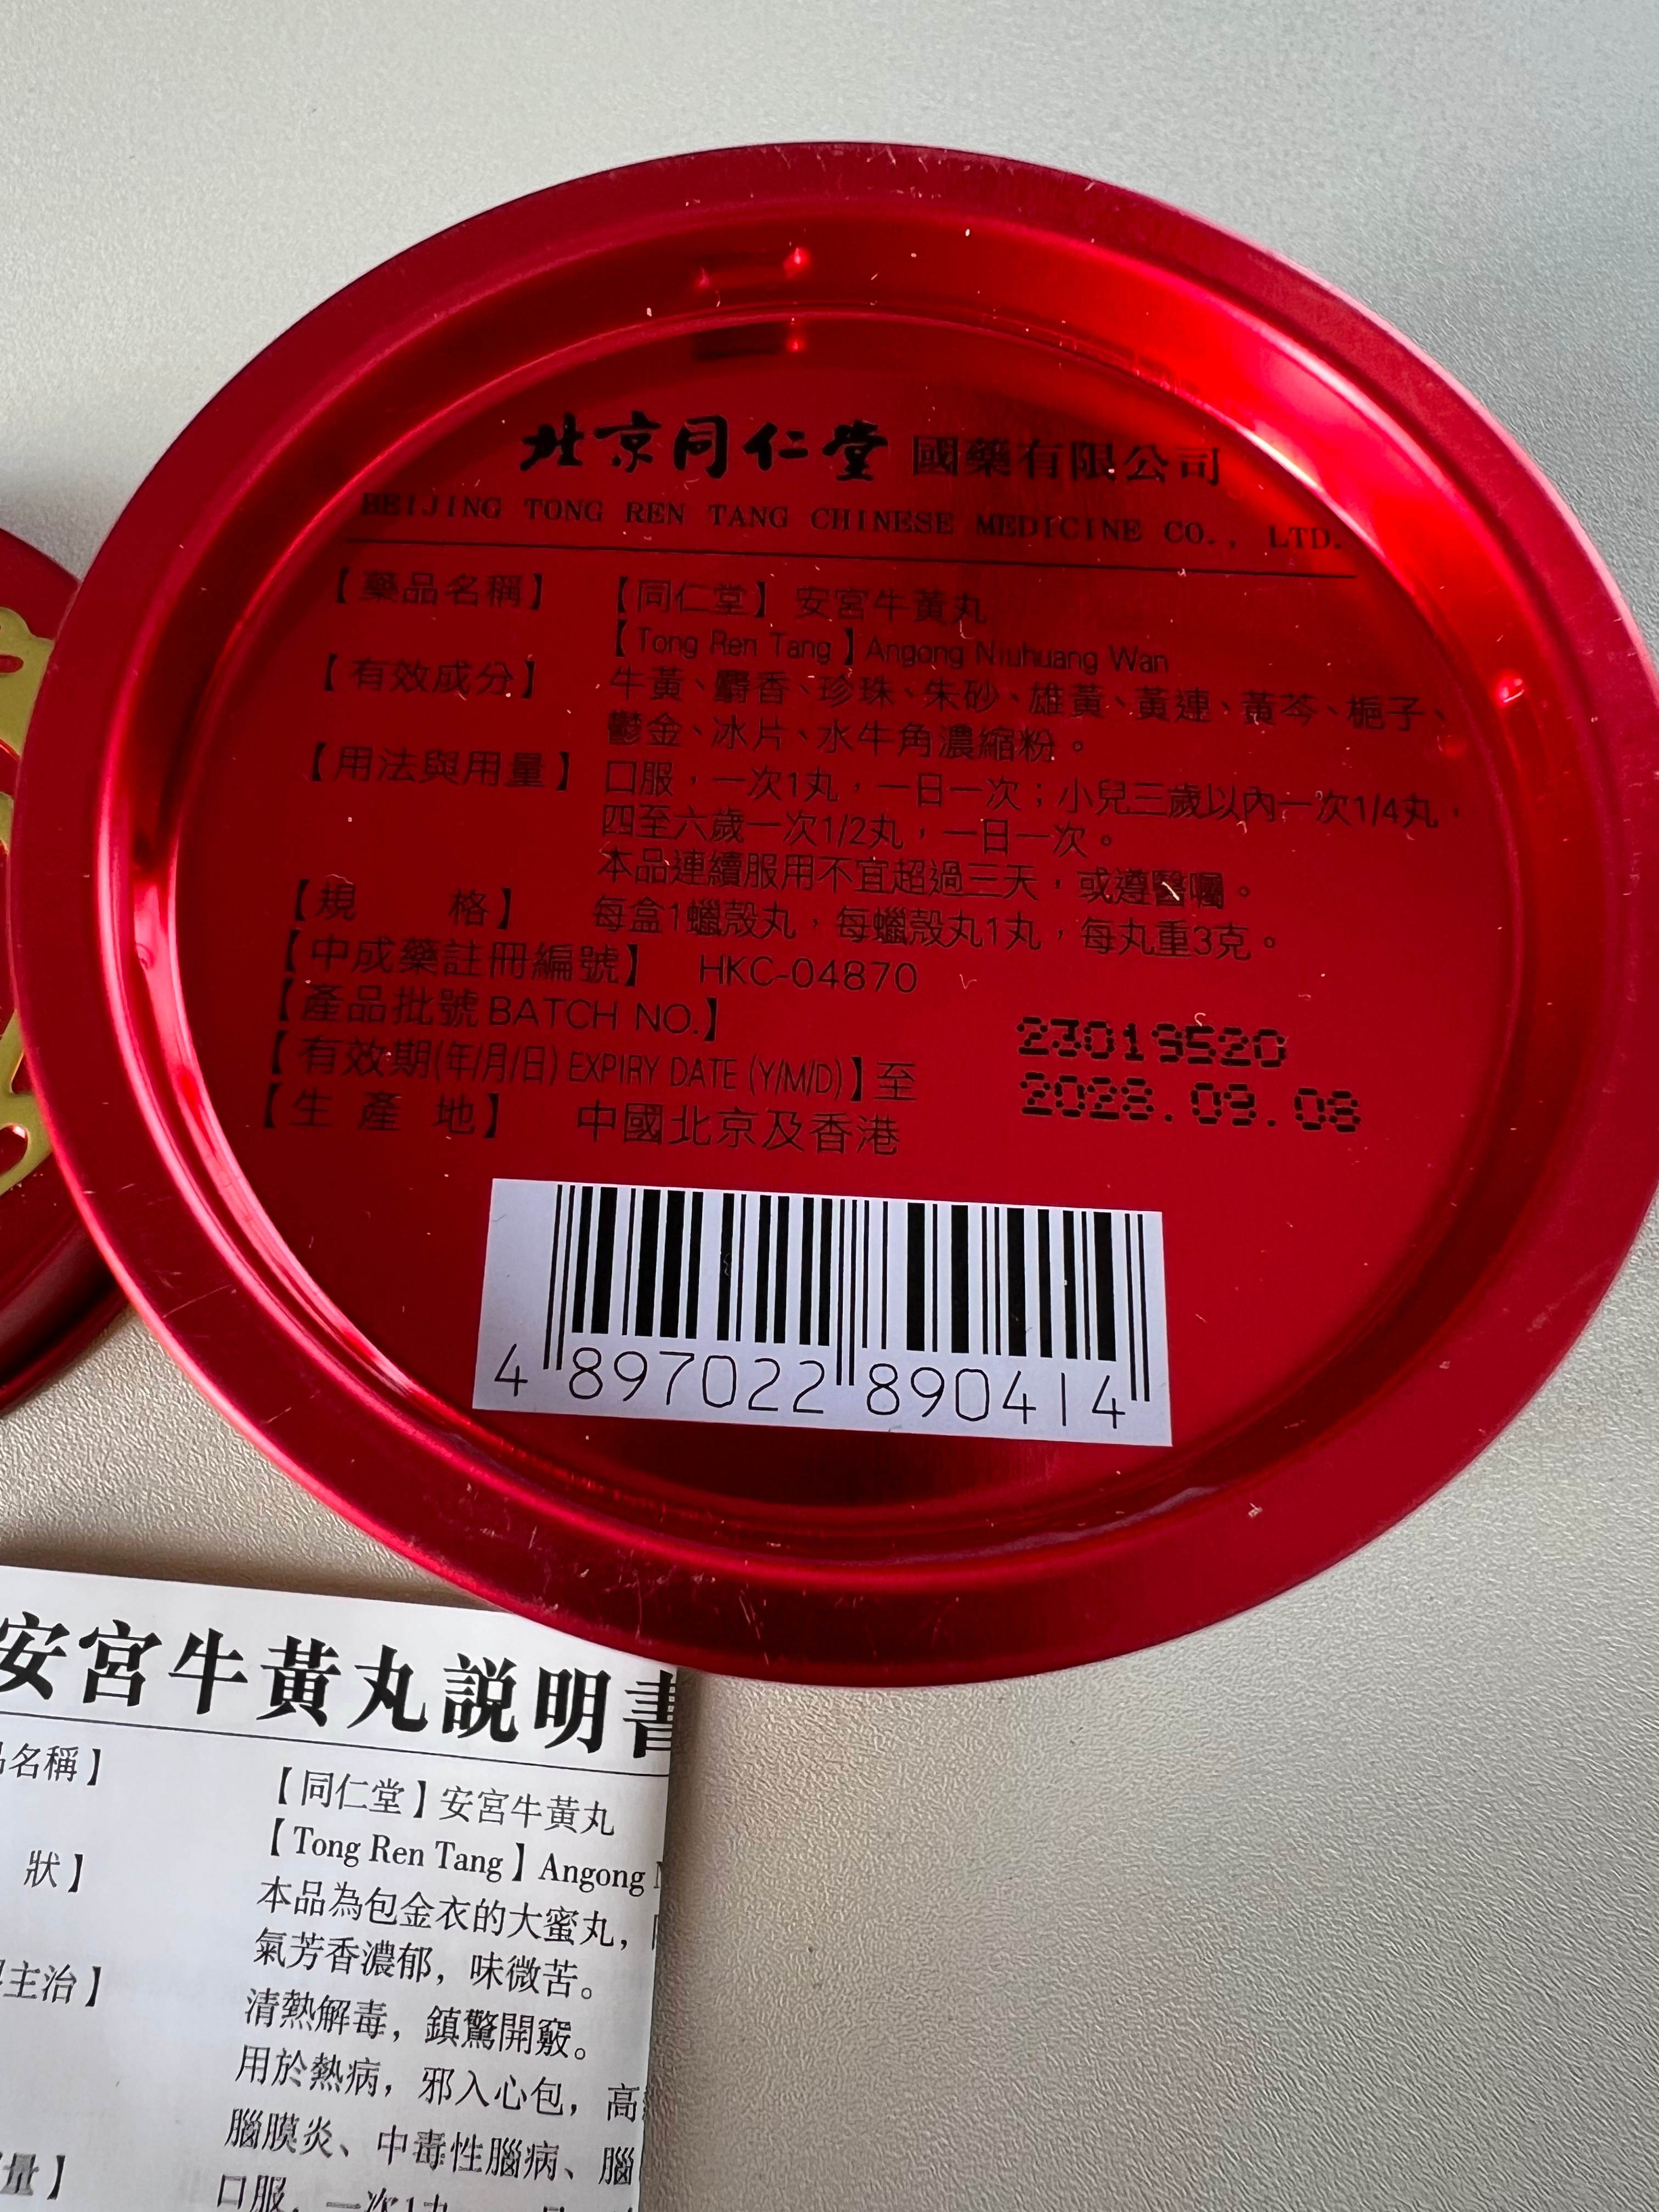 北京同仁堂 國藥有限公司
BEIJING TONG REN TANG CHINESE MEDICINE CO., LTD.
【藥品名稱】 【同仁堂】 安宮牛黃丸
【Tong Ren Tang】Angong Niuhuang Wan
【有效成分】 牛黃、麝香、珍珠、朱砂、雄黃、黃連、黃芩、梔子、
鬱金、冰片、水牛角濃縮粉。
【用法與用量】 口服，一次1丸，一日一次；小兒三歲以內一次1/4丸，
四至六歲一次1/2丸，一日一次。
本品連續服用不宜超過三天，或遵醫囑。
【規 格】 每盒1蠟殼丸，每蠟殼丸1丸，每丸重3克。
【中成藥註冊編號】 HKC-04870
【產品批號BATCH NO.】 23019520
【有效期(年/月/日) EXPIRY DATE (Y/M/D)】至 2028.09.08
【生 產 地】 中國北京及香港
4 897022 890414
安宮牛黃丸説明書
品名稱】 【同仁堂】安宮牛黃丸
【Tong Ren Tang】Angong
狀】 本品為包金衣的大蜜丸，
氣芳香濃郁，味微苦。
主治】 清熱解毒，鎮驚開竅。
用於熱病，邪入心包，高
腦膜炎、中毒性腦病、腦
量】 口服，一次1丸